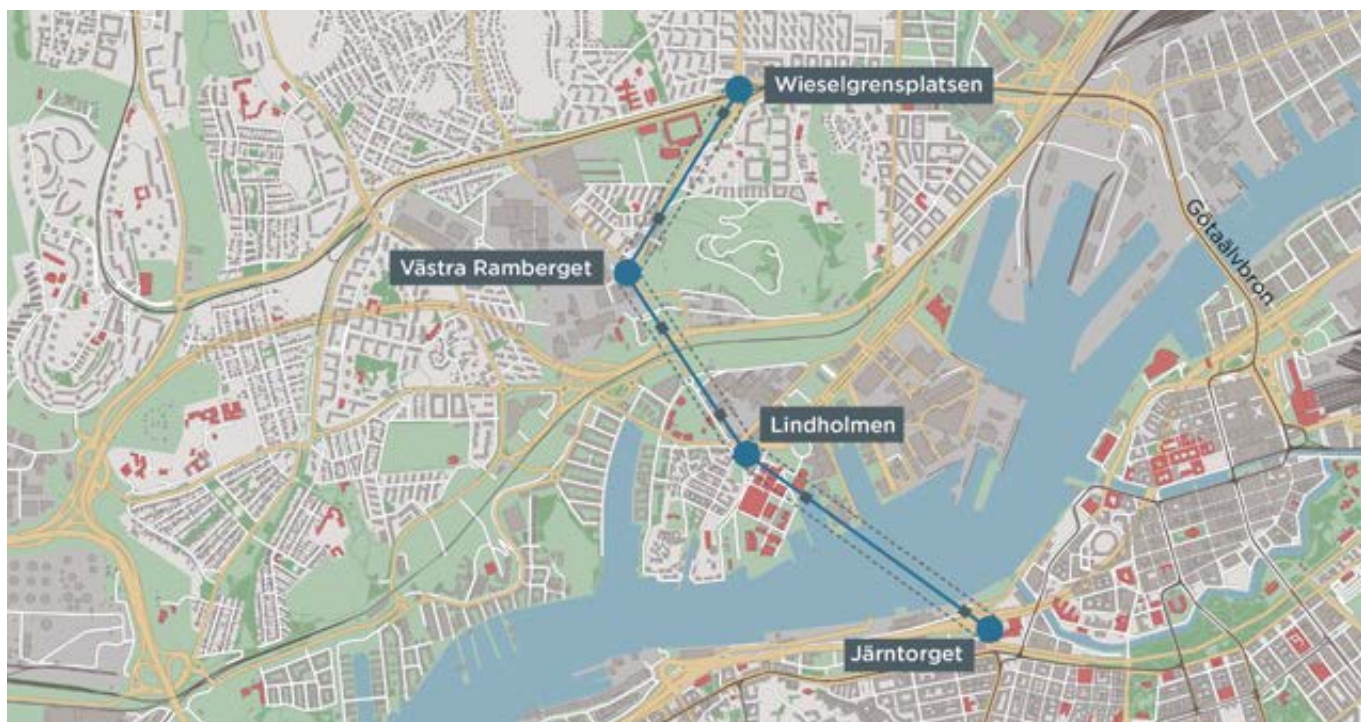 Wieselgrensplatsen
Götaälvbron
Västra Ramberget
Lindholmen
Järntorget